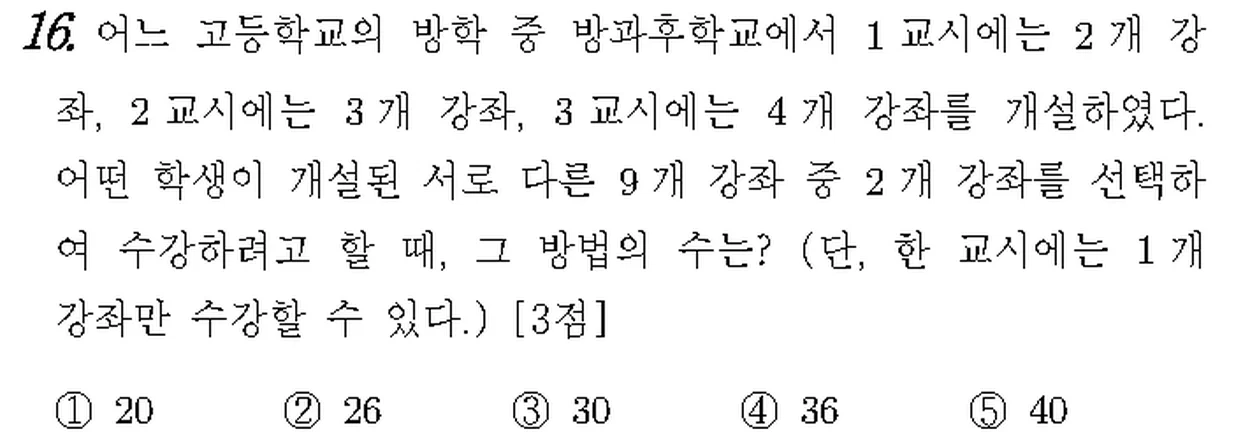 16. 어느 고등학교의 방학 중 방과후학교에서 1 교시에는 2 개 강
좌, 2 교시에는 3 개 강좌, 3 교시에는 4 개 강좌를 개설하였다.
어떤 학생이 개설된 서로 다른 9 개 강좌 중 2 개 강좌를 선택하
여 수강하려고 할 때, 그 방법의 수는? (단, 한 교시에는 1 개
강좌만 수강할 수 있다.) [3점]
① 20 ② 26 ③ 30 ④ 36 ⑤ 40